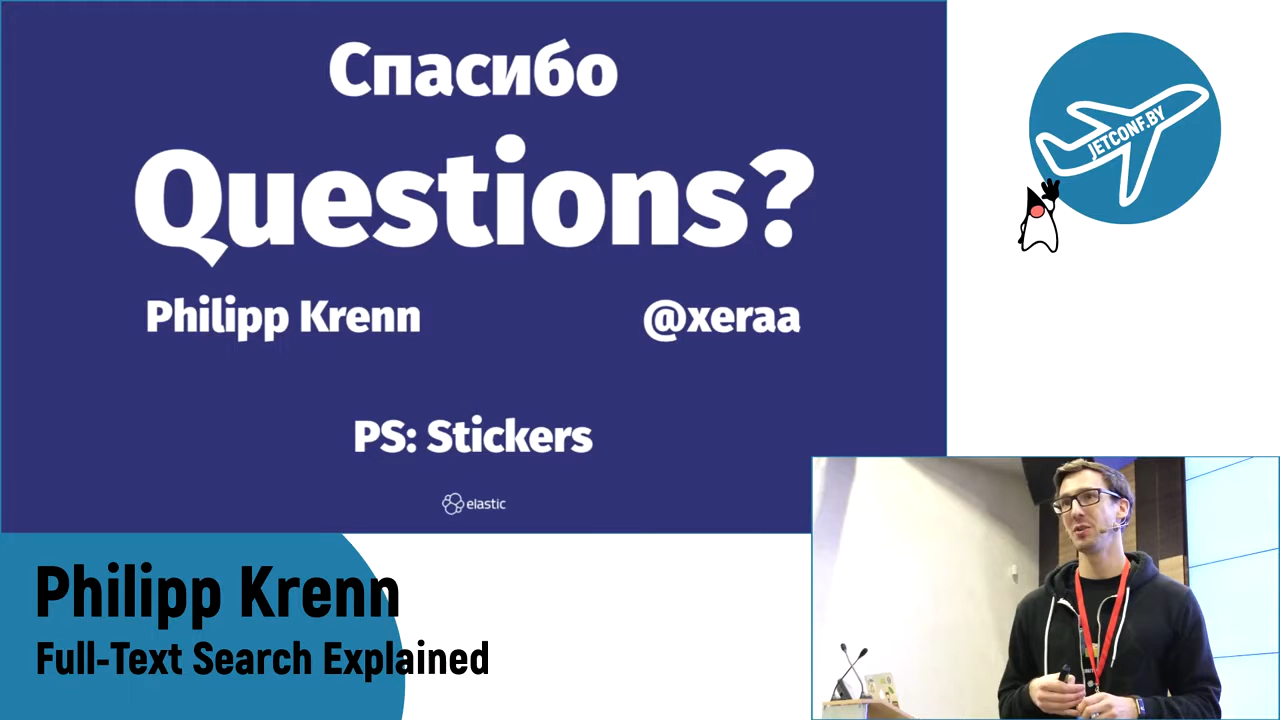 Спасибо
Questions?
Philipp Krenn
@xeraa
PS: Stickers
elastic
JETCONF.BY
Philipp Krenn
Full-Text Search Explained